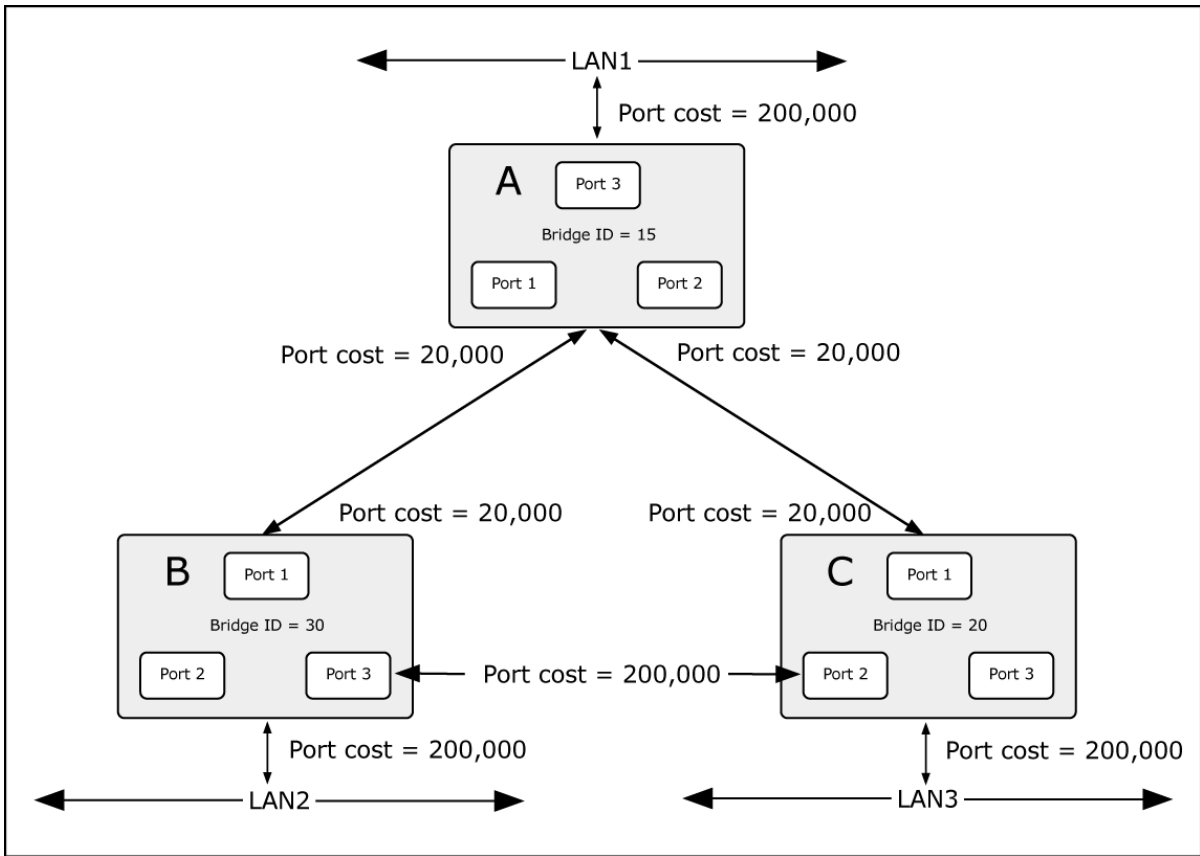 LAN1
Port cost = 200,000
A
Port 3
Bridge ID = 15
Port 1
Port 2
Port cost = 20,000
Port cost = 20,000
Port cost = 20,000
Port cost = 20,000
B
Port 1
Bridge ID = 30
Port 2
Port 3
C
Port 1
Bridge ID = 20
Port 2
Port 3
Port cost = 200,000
Port cost = 200,000
LAN2
Port cost = 200,000
LAN3